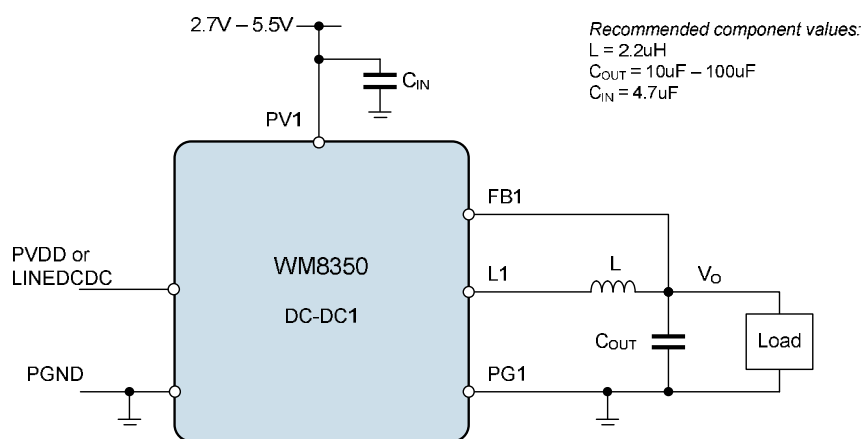 2.7V – 5.5V
Recommended component values:
L = 2.2uH
COUT = 10uF – 100uF
CIN = 4.7uF
CIN
PV1
FB1
PVDD or
LINEDCDC
WM8350
DC-DC1
L1
L
VO
COUT
Load
PGND
PG1